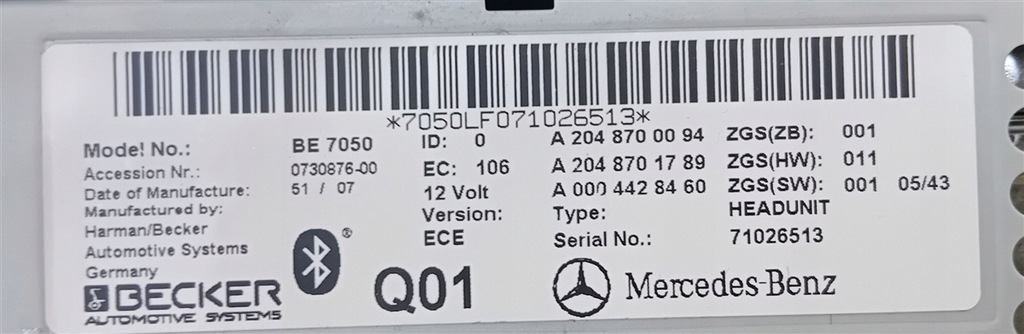 *7050LF071026513*
Model No.: BE 7050 ID: 0 A 204 870 00 94 ZGS(ZB): 001
Accession Nr.: 0730876-00 EC: 106 A 204 870 17 89 ZGS(HW): 011
Date of Manufacture: 51 / 07 12 Volt A 000 442 84 60 ZGS(SW): 001 05/43
Manufactured by: Version: Type: HEADUNIT
Harman/Becker ECE Serial No.: 71026513
Automotive Systems
Germany
BECKER ® Q01 Mercedes-Benz
AUTOMOTIVE SYSTEMS